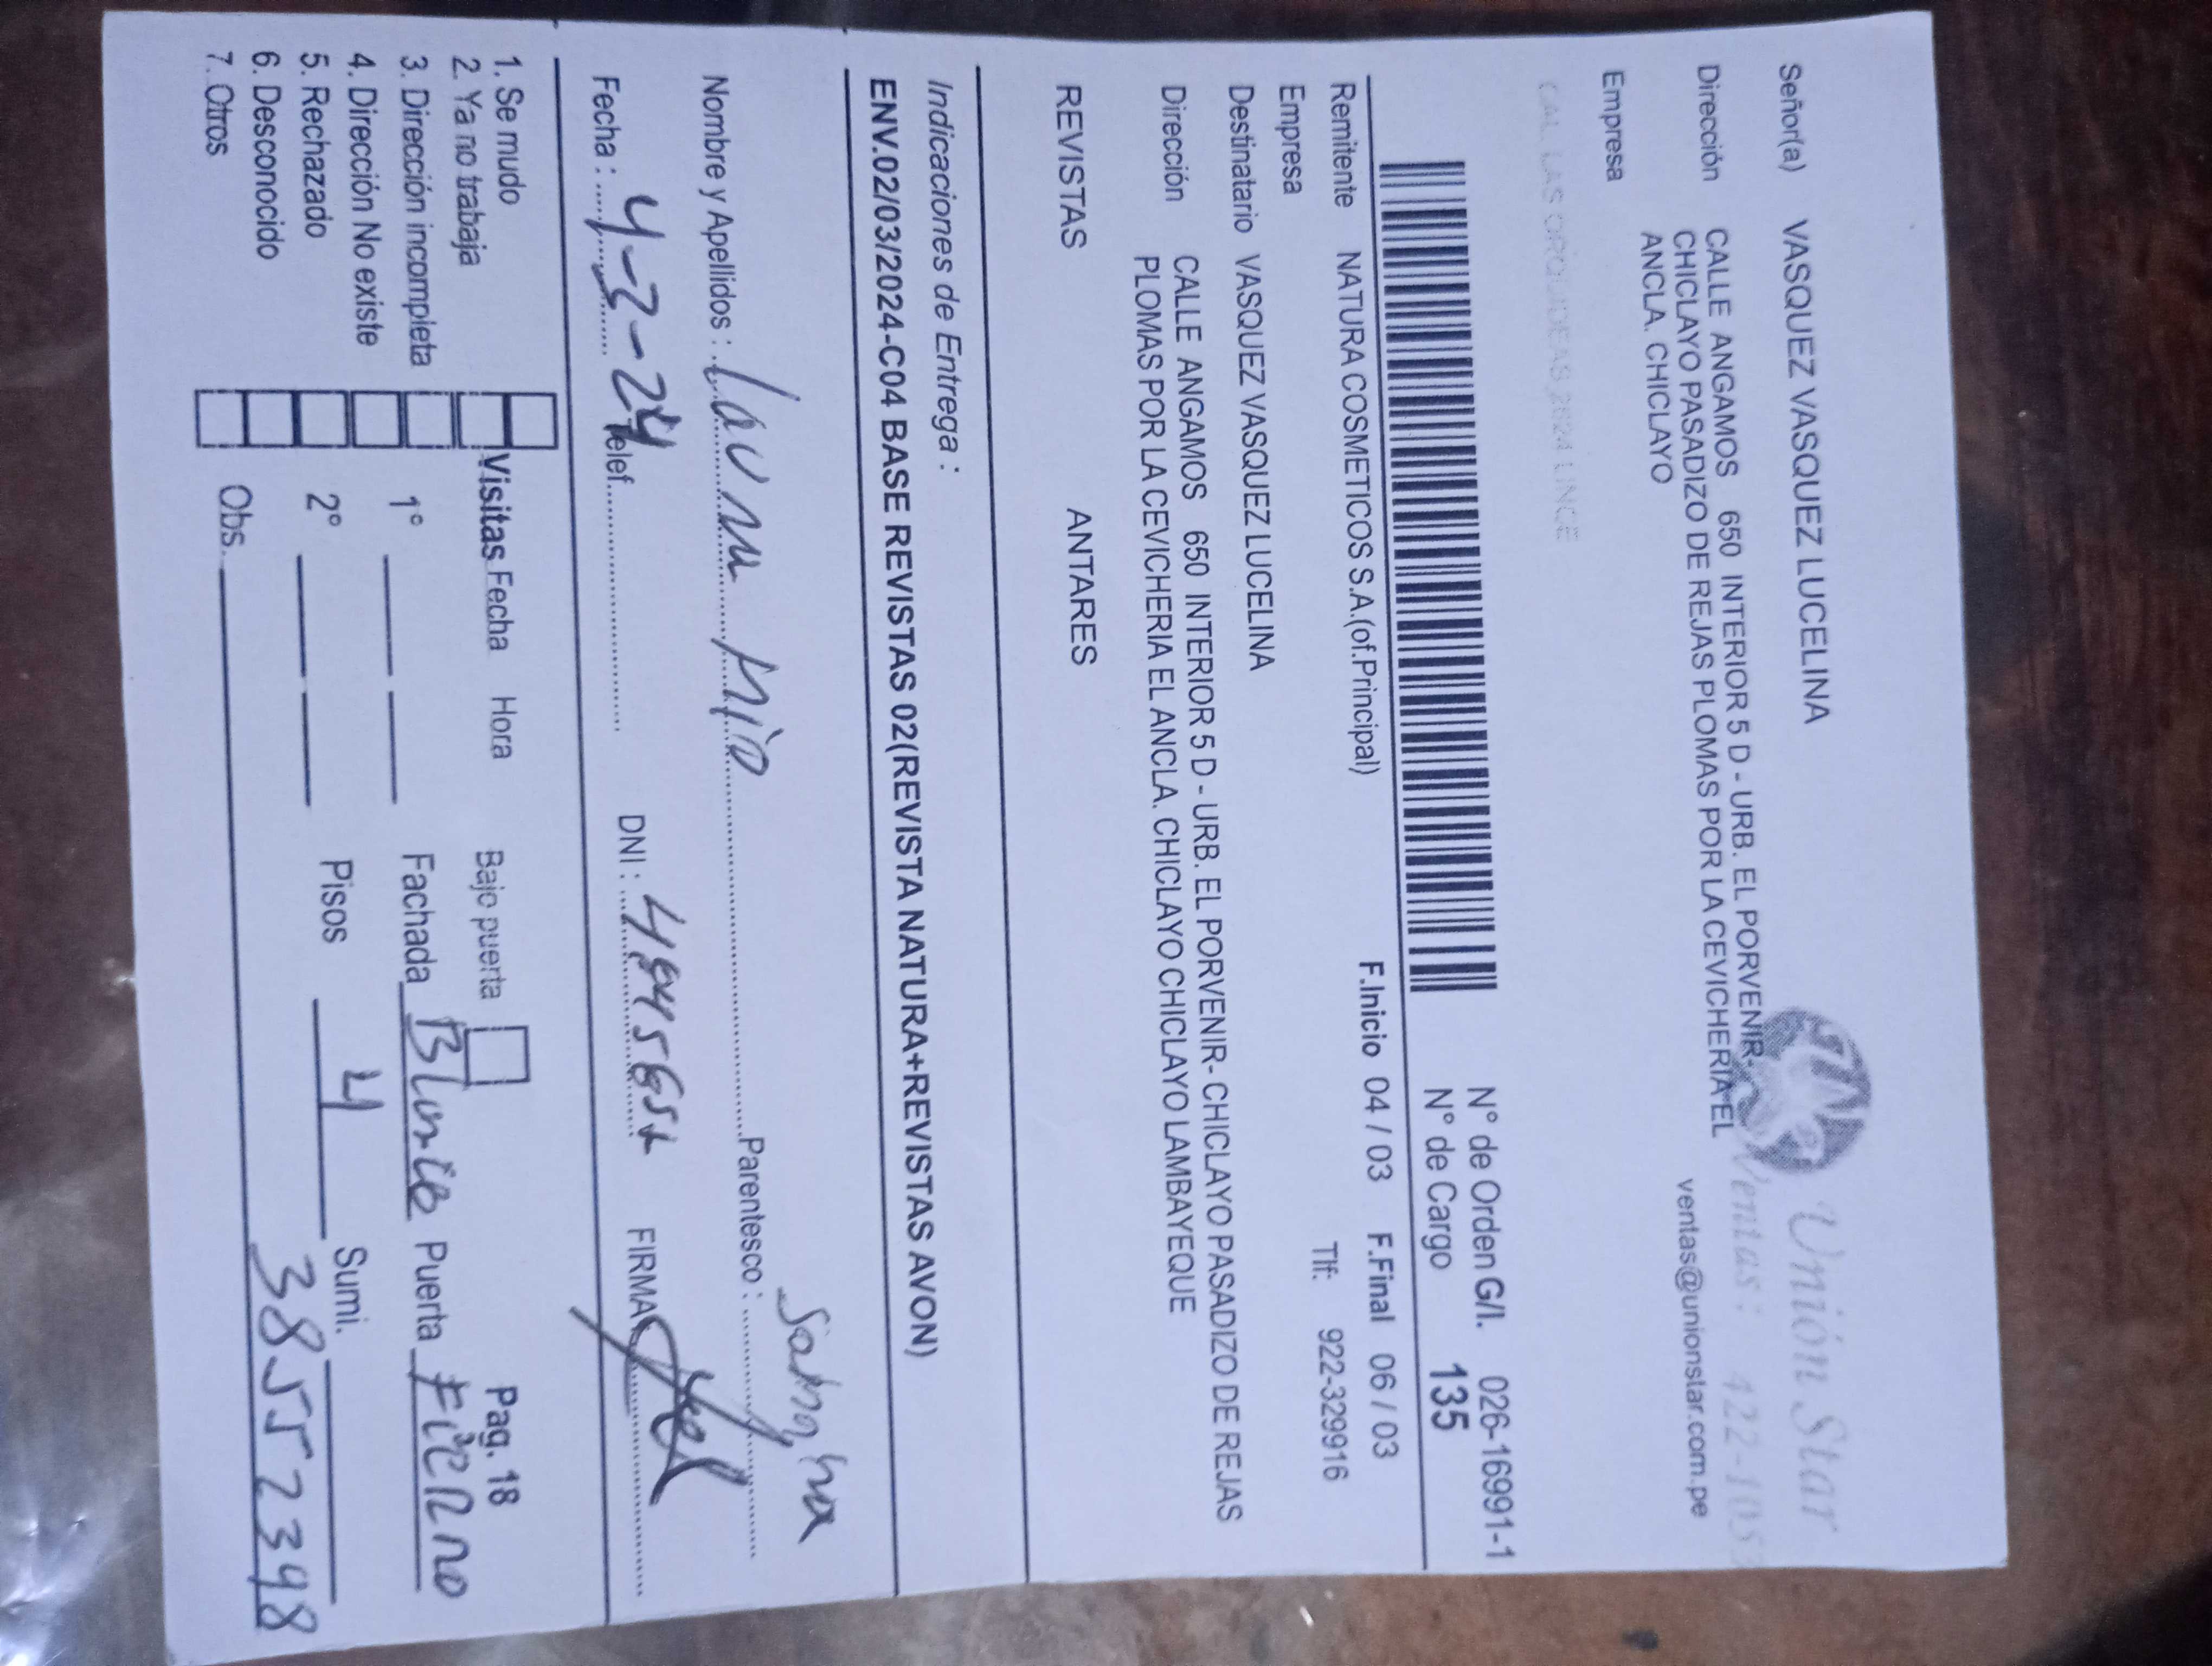 Señor(a) VASQUEZ VASQUEZ LUCELINA
Unión Star
Ventas: 422-105
Dirección CALLE ANGAMOS 650 INTERIOR 5 D - URB. EL PORVENIR-
CHICLAYO PASADIZO DE REJAS PLOMAS POR LA CEVICHERIA EL
ANCLA. CHICLAYO
ventas@unionstar.com.pe
Empresa
CAL. LAS ORQUIDEAS 2624 LINCE
N° de Orden G/I. 026-16991-1
N° de Cargo 135
F.Inicio 04 / 03 F.Final 06 / 03
Remitente NATURA COSMETICOS S.A.(of.Principal)
Empresa Tlf: 922-329916
Destinatario VASQUEZ VASQUEZ LUCELINA
Dirección CALLE ANGAMOS 650 INTERIOR 5 D - URB. EL PORVENIR- CHICLAYO PASADIZO DE REJAS
PLOMAS POR LA CEVICHERIA EL ANCLA. CHICLAYO CHICLAYO LAMBAYEQUE
REVISTAS ANTARES
Indicaciones de Entrega :
ENV.02/03/2024-C04 BASE REVISTAS 02(REVISTA NATURA+REVISTAS AVON)
Nombre y Apellidos : Mio Parentesco :
Fecha : 4-3-24 Telef. DNI : FIRMA
1. Se mudo
2. Ya no trabaja
3. Dirección incompleta
4. Dirección No existe
5. Rechazado
6. Desconocido
7. Otros
Visitas Fecha Hora
1°
2°
Obs.
Bajo puerta Pag. 18
Fachada Puerta Fierro
Pisos 4 Sumi.
38552398